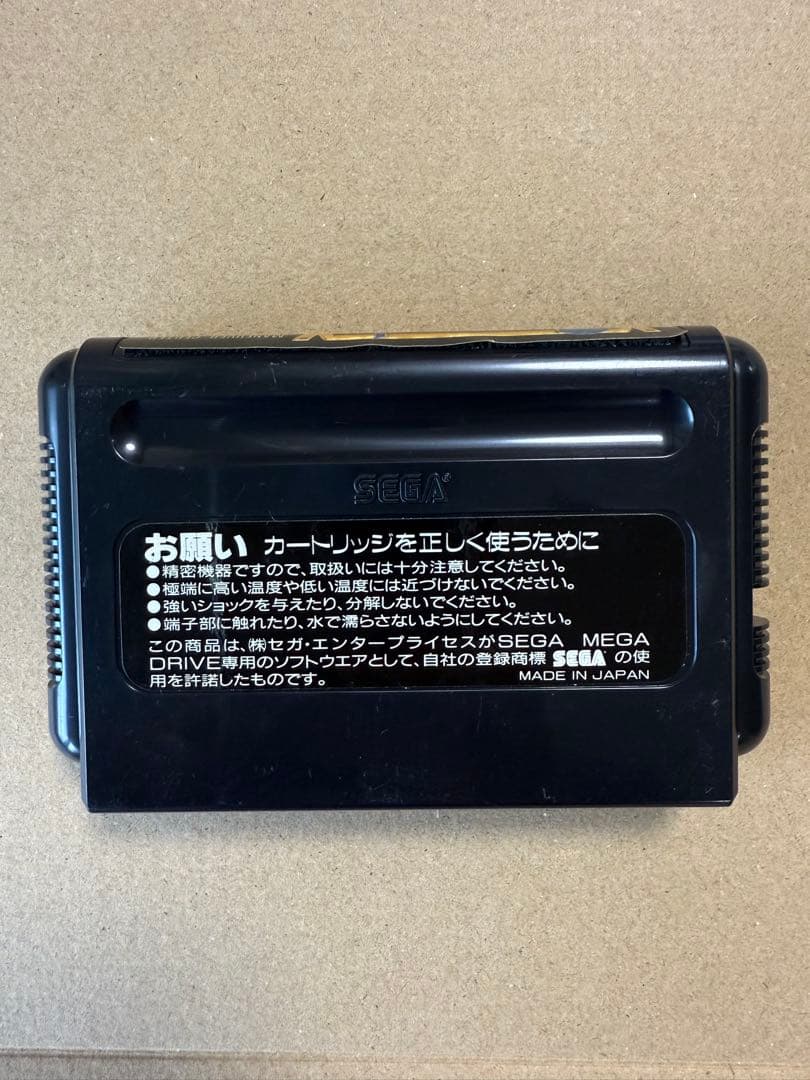 SEGA®
お願い カートリッジを正しく使うために
●精密機器ですので、取扱いには十分注意してください。
●極端に高い温度や低い温度には近づけないでください。
●強いショックを与えたり、分解しないでください。
●端子部に触れたり、水で濡らさないようにしてください。
この商品は、㈱セガ・エンタープライセスがSEGA MEGA
DRIVE専用のソフトウエアとして、自社の登録商標 SEGA の使
用を許諾したものです。
MADE IN JAPAN